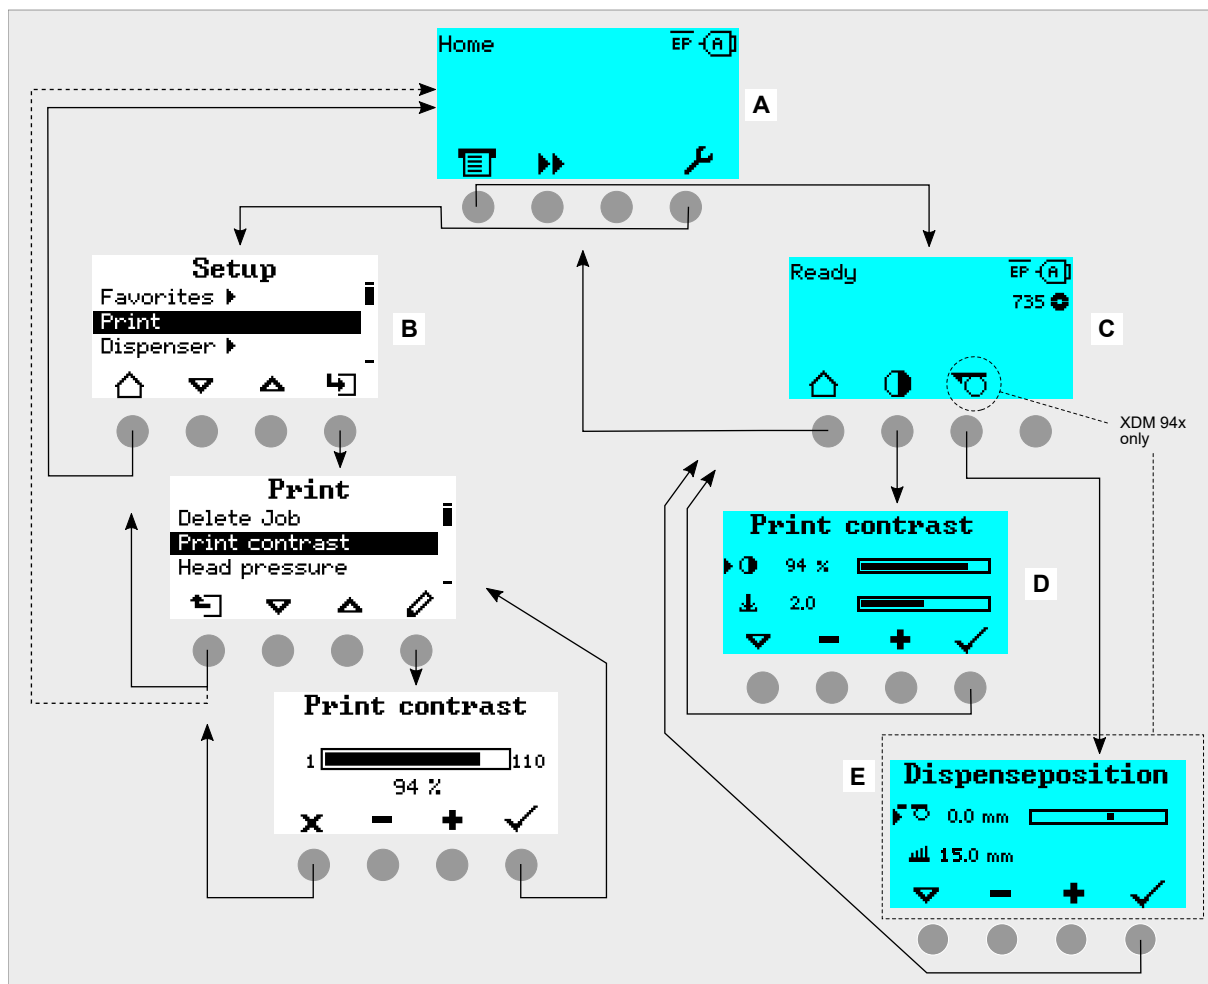 Home
EP
A
A
Setup
Favorites
Print
Dispenser
B
Ready
EP
A
735
C
XDM 94x
only
Print
Delete Job
Print contrast
Head pressure
Print contrast
94 %
2.0
D
Print contrast
1
110
94 %
E
Dispenseposition
0.0 mm
15.0 mm